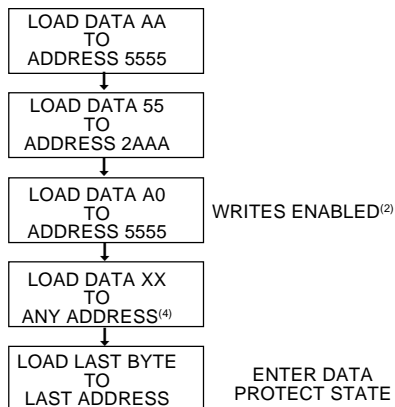 LOAD DATA AA
TO
ADDRESS 5555
LOAD DATA 55
TO
ADDRESS 2AAA
LOAD DATA A0
TO
ADDRESS 5555
WRITES ENABLED(2)
LOAD DATA XX
TO
ANY ADDRESS(4)
LOAD LAST BYTE
TO
LAST ADDRESS
ENTER DATA
PROTECT STATE